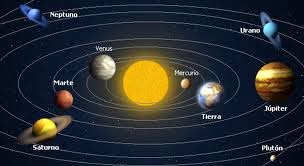 Neptuno
Urano
Venus
Marte
Mercurio
Júpiter
Tierra
Saturno
Plutón